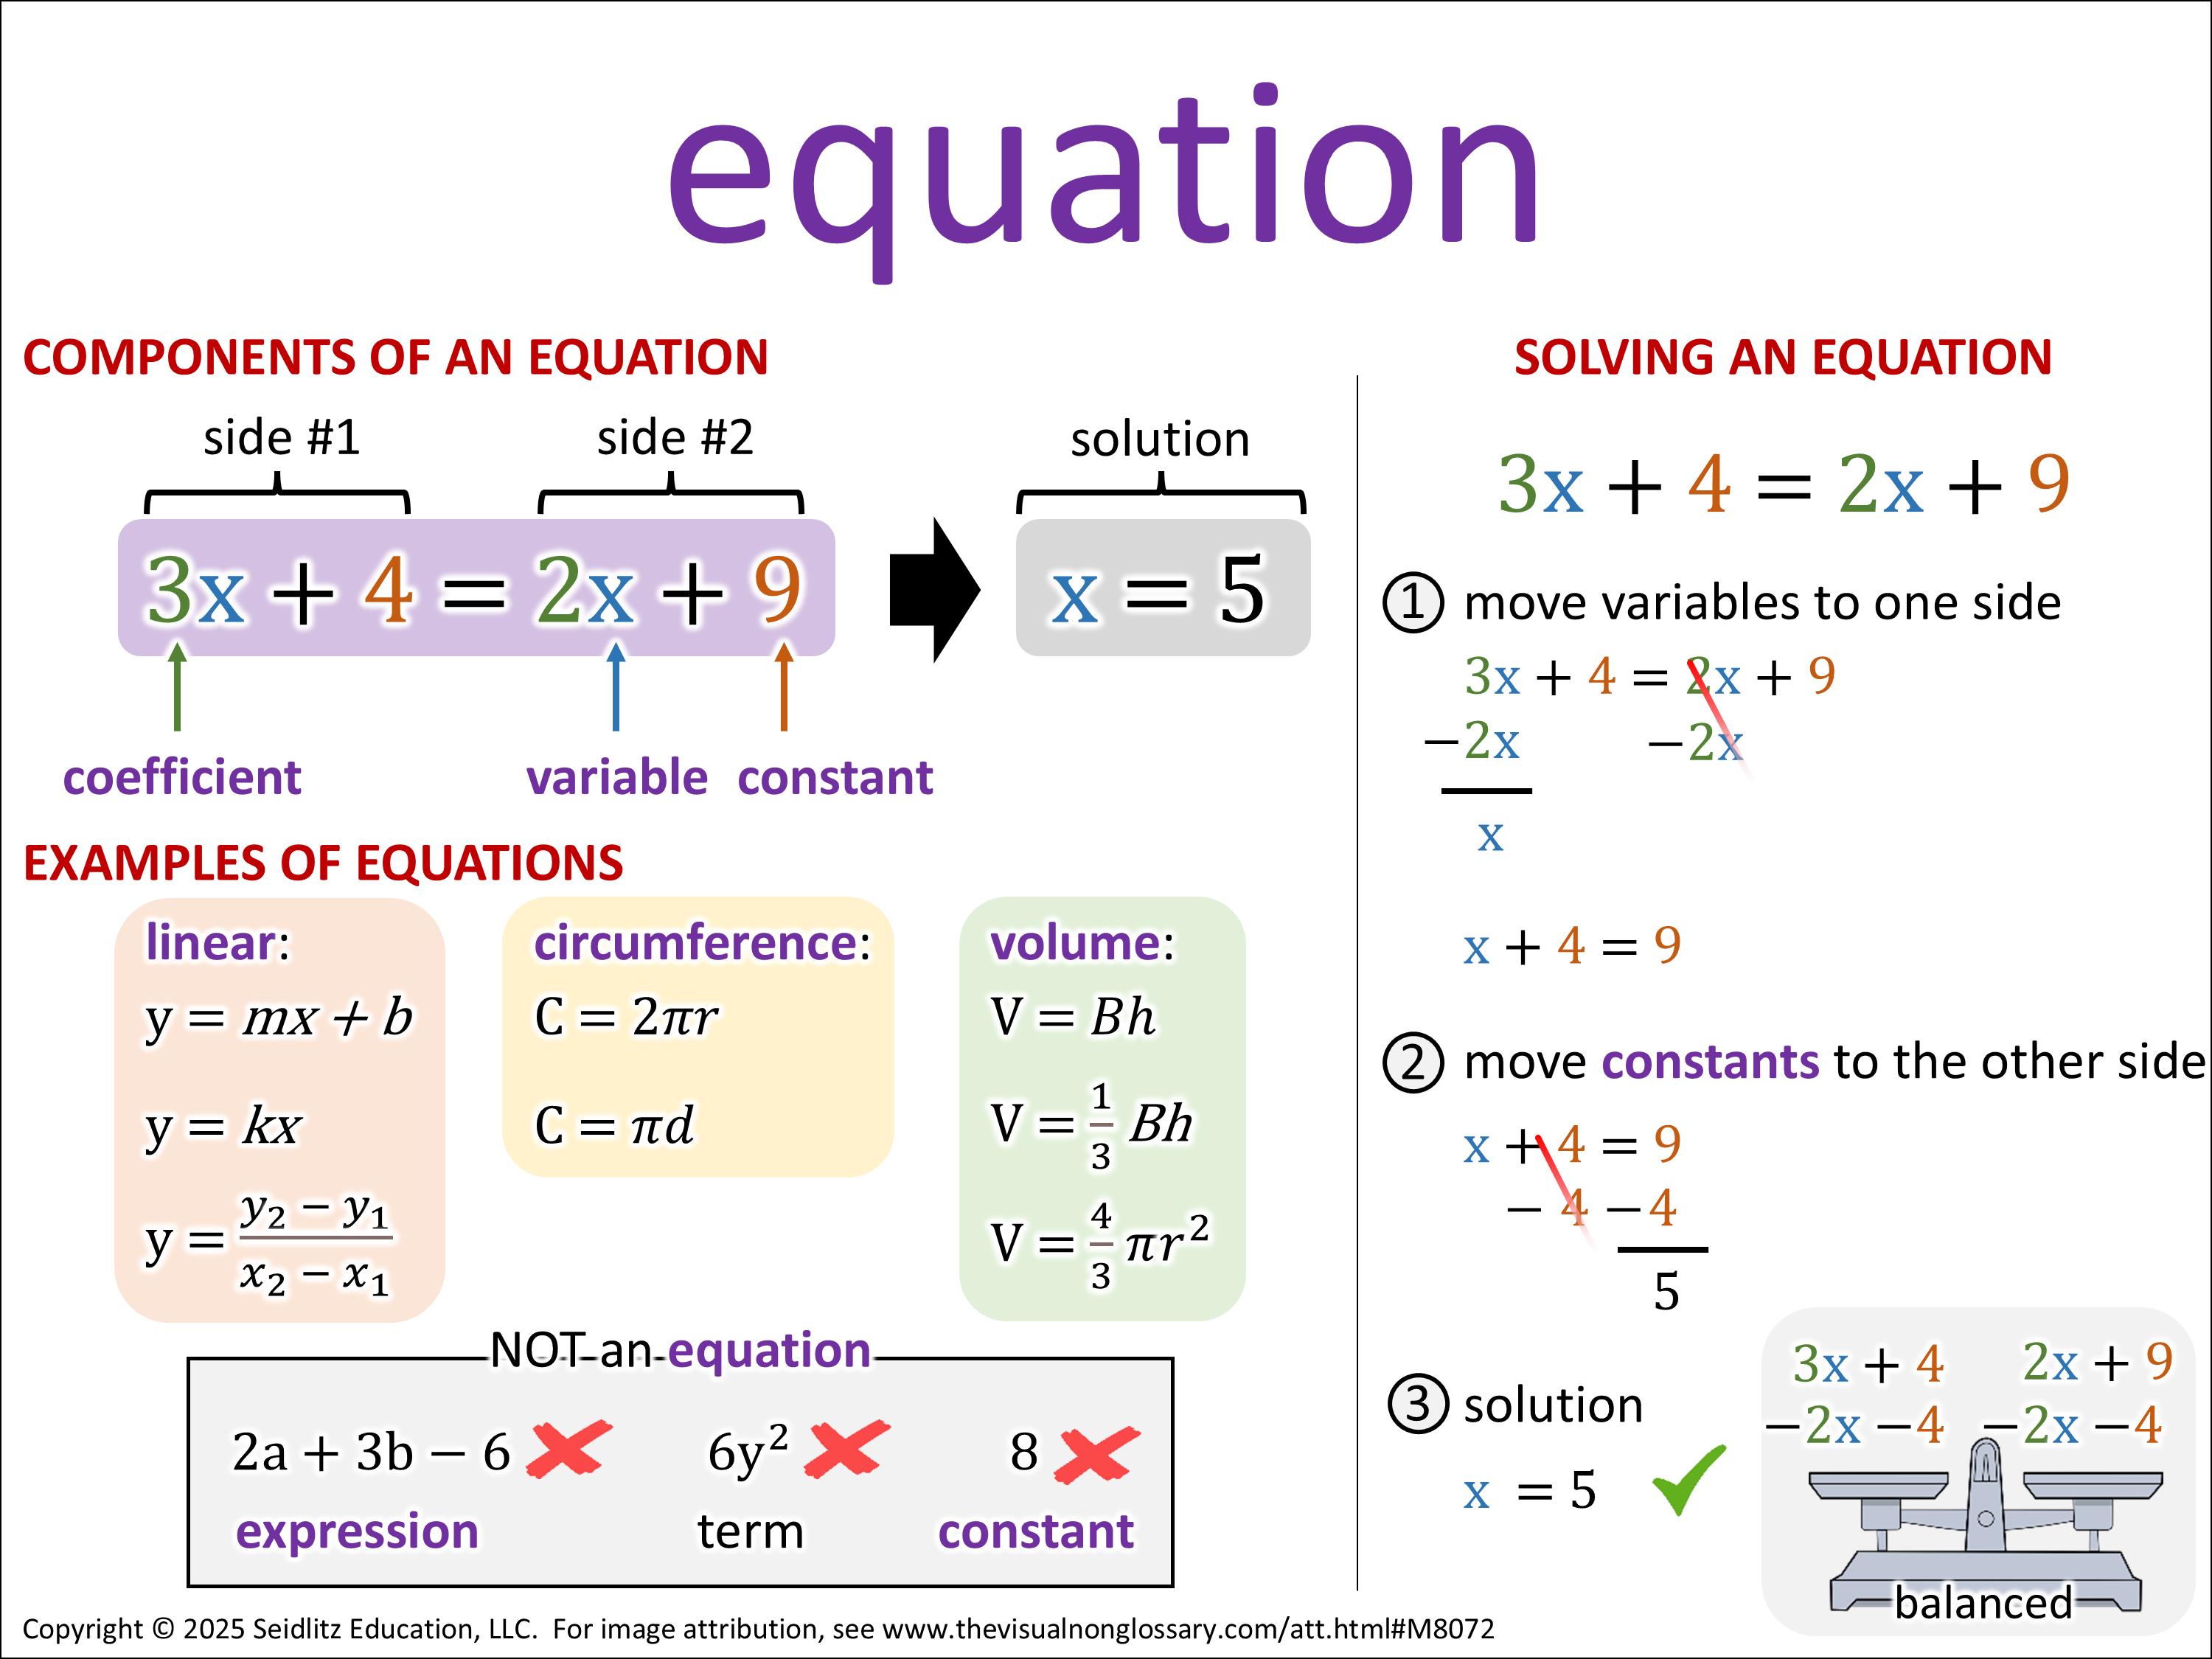 equation
COMPONENTS OF AN EQUATION
side #1 side #2 solution
3x + 4 = 2x + 9 x = 5
coefficient variable constant
EXAMPLES OF EQUATIONS
linear:
y = mx + b
y = kx
y = (y₂ − y₁)/(x₂ − x₁)
circumference:
C = 2πr
C = πd
volume:
V = Bh
V = 1/3 Bh
V = 4/3 πr²
NOT an equation
2a + 3b − 6 6y² 8
expression term constant
SOLVING AN EQUATION
3x + 4 = 2x + 9
1 move variables to one side
3x + 4 = 2x + 9
−2x −2x
x
x + 4 = 9
2 move constants to the other side
x + 4 = 9
− 4 −4
5
3 solution
x = 5
3x + 4 2x + 9
−2x −4 −2x −4
balanced
Copyright © 2025 Seidlitz Education, LLC. For image attribution, see www.thevisualnonglossary.com/att.html#M8072